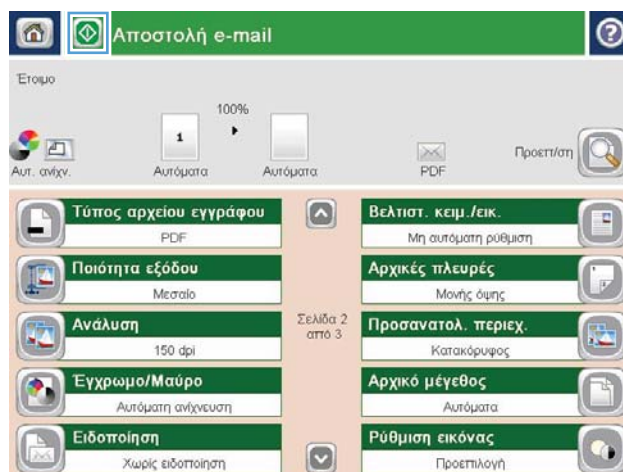 Αποστολή e-mail
Έτοιμο
100%
1
Αυτ. ανίχν.
Αυτόματα
Αυτόματα
PDF
Προεπ/ση
Τύπος αρχείου εγγράφου
PDF
Ποιότητα εξόδου
Μεσαίο
Ανάλυση
150 dpi
Έγχρωμο/Μαύρο
Αυτόματη ανίχνευση
Ειδοποίηση
Χωρίς ειδοποίηση
Σελίδα 2
από 3
Βελτιστ. κειμ./εικ.
Μη αυτόματη ρύθμιση
Αρχικές πλευρές
Μονής όψης
Προσανατολ. περιεχ.
Κατακόρυφος
Αρχικό μέγεθος
Αυτόματα
Ρύθμιση εικόνας
Προεπιλογή